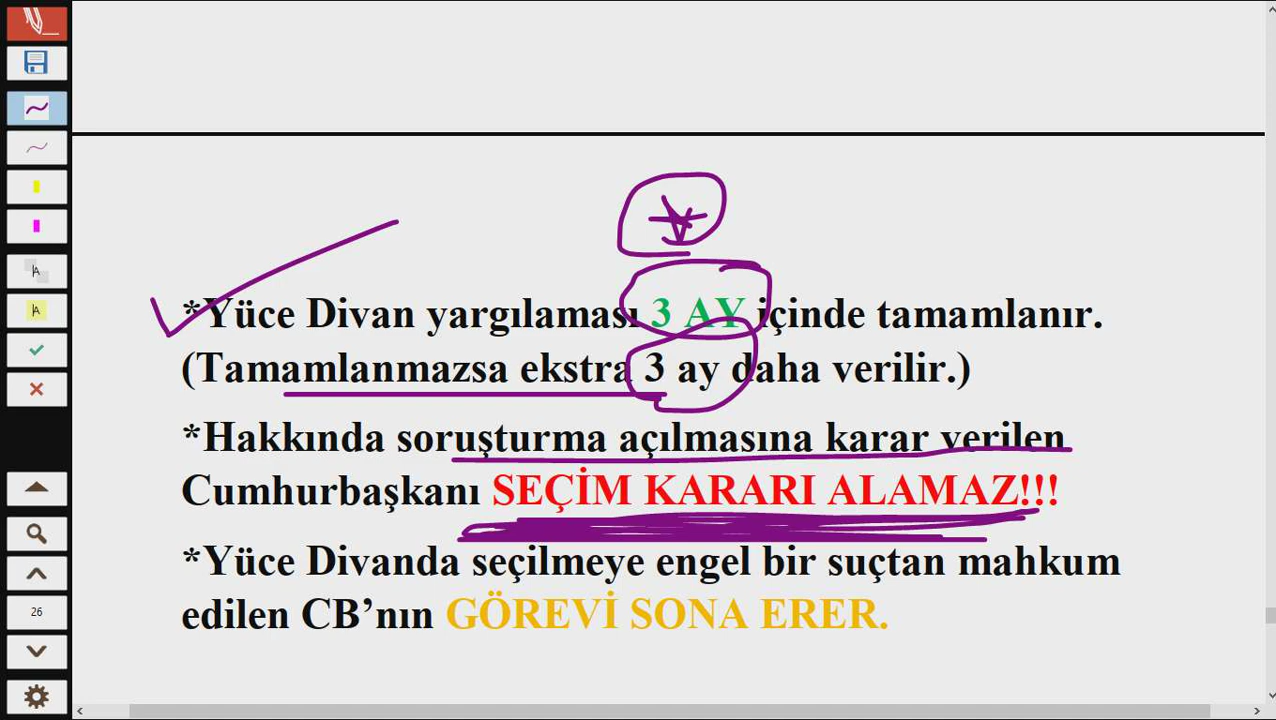 *Yüce Divan yargılaması 3 AY içinde tamamlanır.
(Tamamlanmazsa ekstra 3 ay daha verilir.)
*Hakkında soruşturma açılmasına karar verilen
Cumhurbaşkanı SEÇİM KARARI ALAMAZ!!!
*Yüce Divanda seçilmeye engel bir suçtan mahkum
edilen CB’nın GÖREVİ SONA ERER.
A
A
26